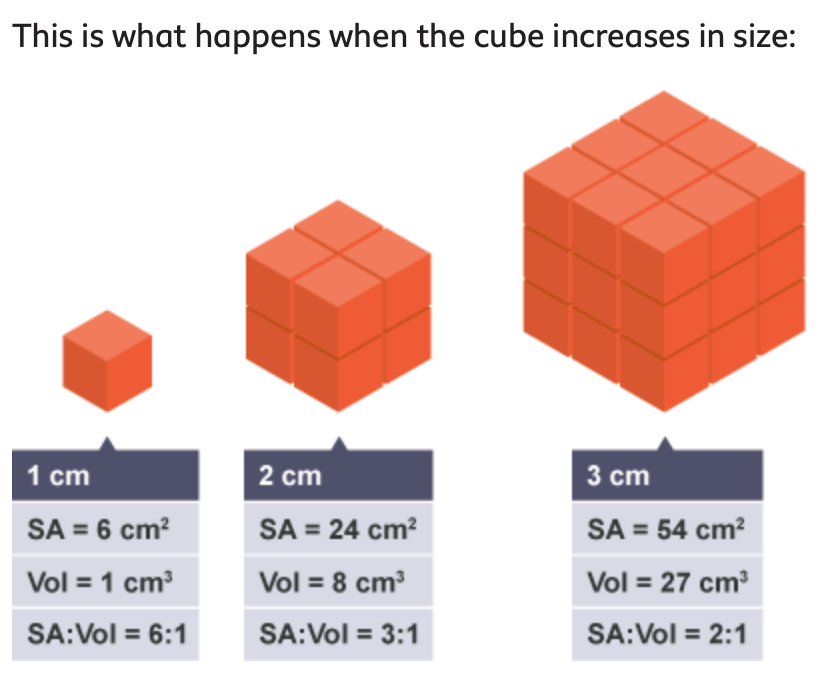 This is what happens when the cube increases in size:
1 cm
SA = 6 cm²
Vol = 1 cm³
SA:Vol = 6:1
2 cm
SA = 24 cm²
Vol = 8 cm³
SA:Vol = 3:1
3 cm
SA = 54 cm²
Vol = 27 cm³
SA:Vol = 2:1